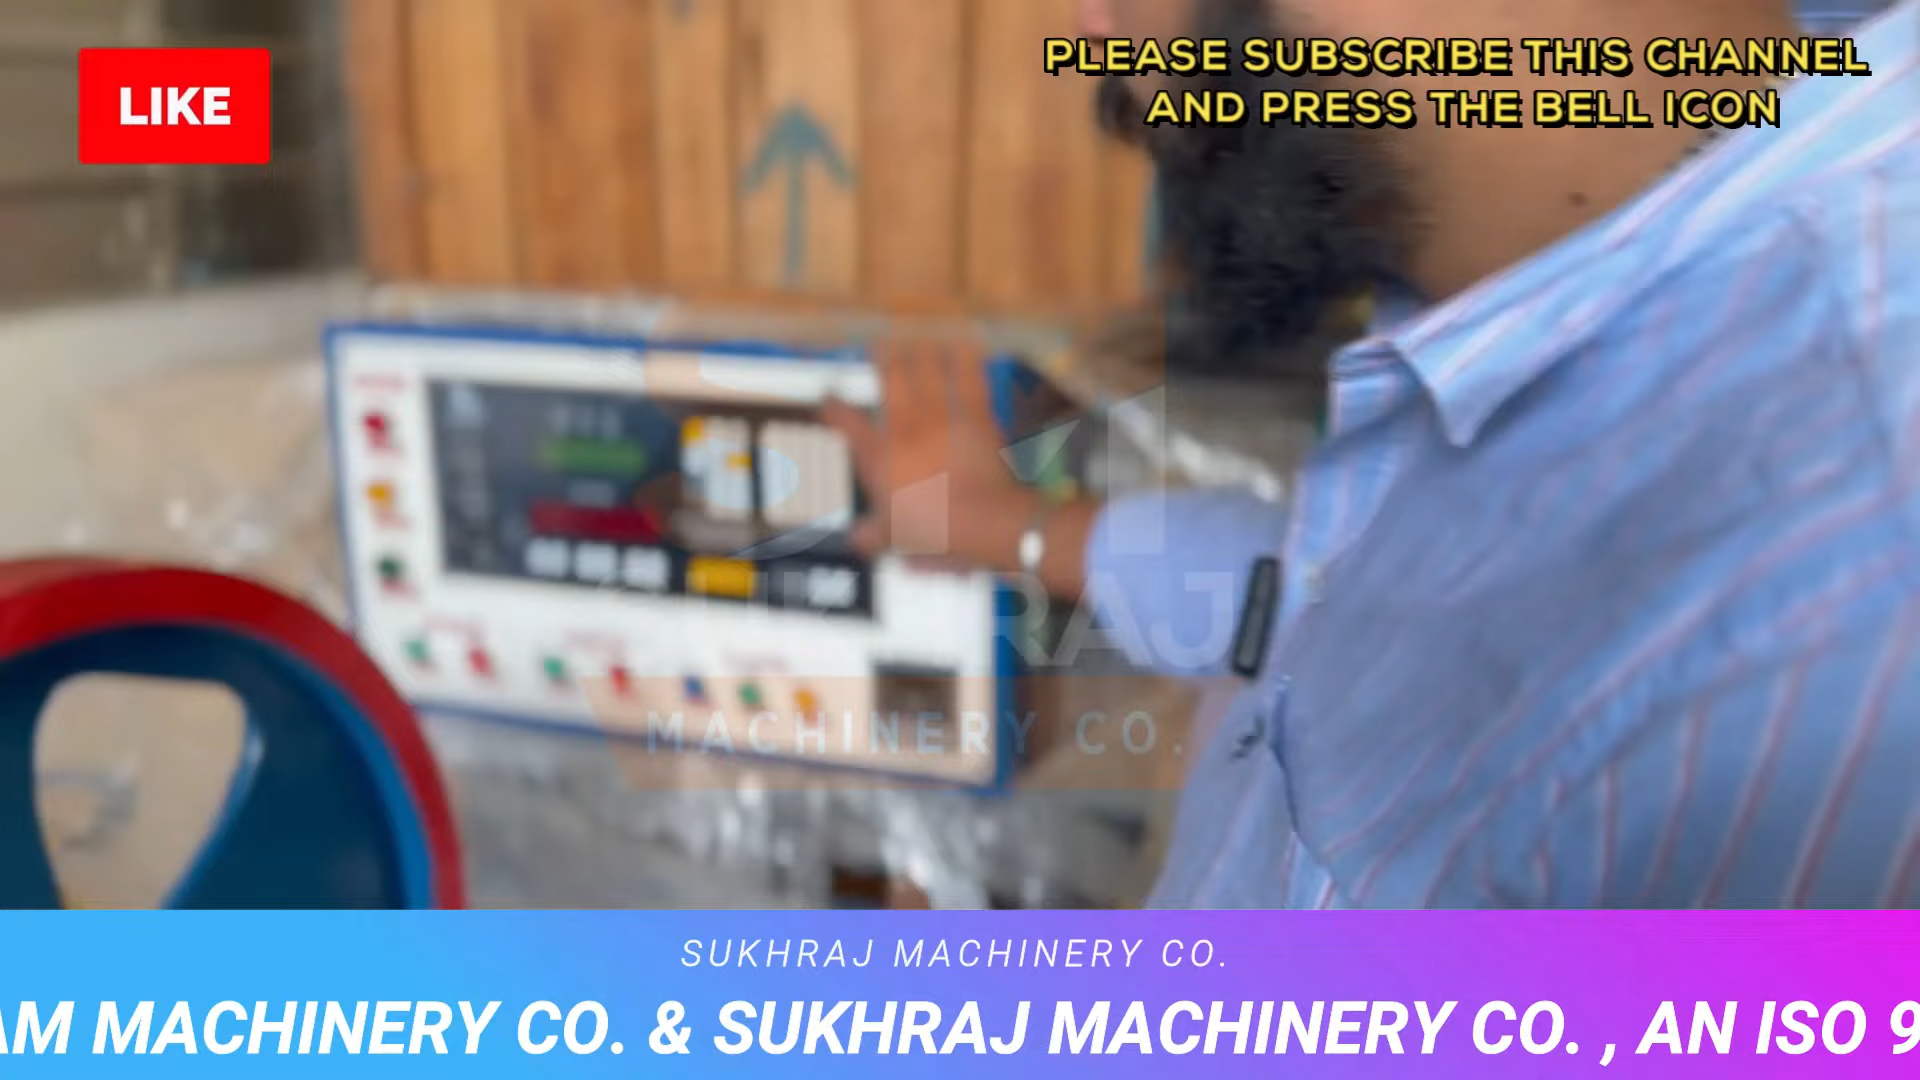 LIKE
PLEASE SUBSCRIBE THIS CHANNEL
AND PRESS THE BELL ICON
MACHINERY CO.
SUKHRAJ MACHINERY CO.
MACHINERY CO. & SUKHRAJ MACHINERY CO. , AN ISO